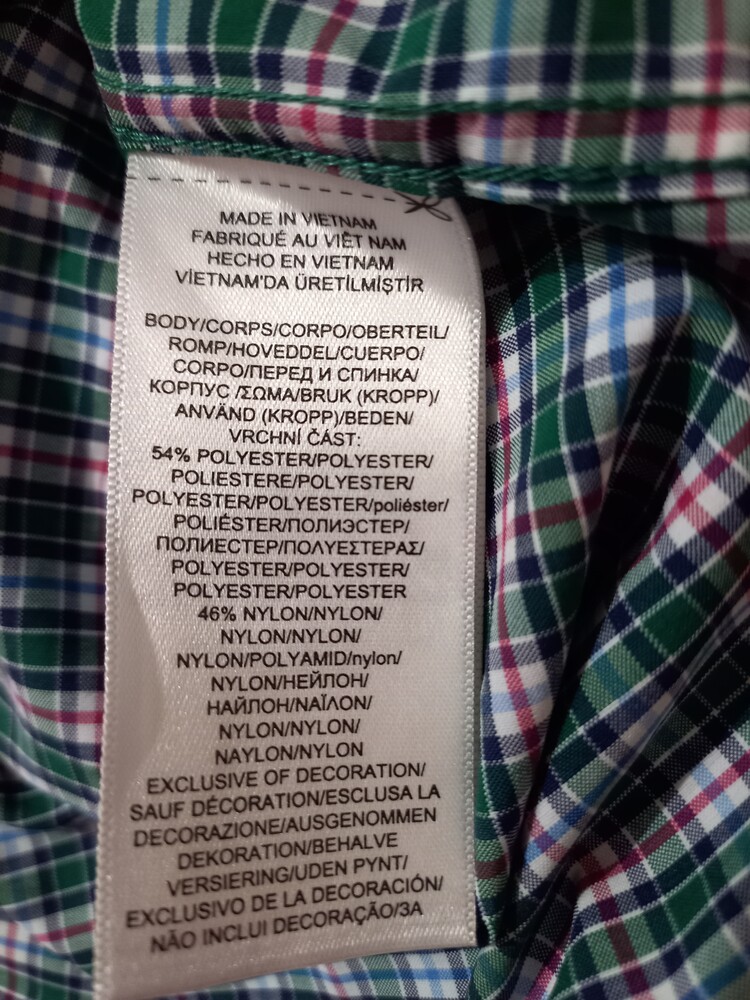 MADE IN VIETNAM
FABRIQUÉ AU VIÊT NAM
HECHO EN VIETNAM
VİETNAM'DA ÜRETİLMİŞTİR
BODY/CORPS/CORPO/OBERTEIL/
ROMP/HOVEDDEL/CUERPO/
CORPO/ПЕРЕД И СПИНКА/
КОРПУС /ΣΩΜΑ/BRUK (KROPP)/
ANVÄND (KROPP)/BEDEN/
VRCHNÍ ČÁST:
54% POLYESTER/POLYESTER/
POLIESTERE/POLYESTER/
POLYESTER/POLYESTER/poliéster/
POLIÉSTER/ПОЛИЭСТЕР/
ПОЛИЕСТЕР/ΠΟΛΥΕΣΤΕΡΑΣ/
POLYESTER/POLYESTER/
POLYESTER/POLYESTER
46% NYLON/NYLON/
NYLON/NYLON/
NYLON/POLYAMID/nylon/
NYLON/НЕЙЛОН/
НАЙЛОН/ΝΑΪΛΟΝ/
NYLON/NYLON/
NAYLON/NYLON
EXCLUSIVE OF DECORATION/
SAUF DÉCORATION/ESCLUSA LA
DECORAZIONE/AUSGENOMMEN
DEKORATION/BEHALVE
VERSIERING/UDEN PYNT/
EXCLUSIVO DE LA DECORACIÓN/
NÃO INCLUI DECORAÇÃO/ЗА